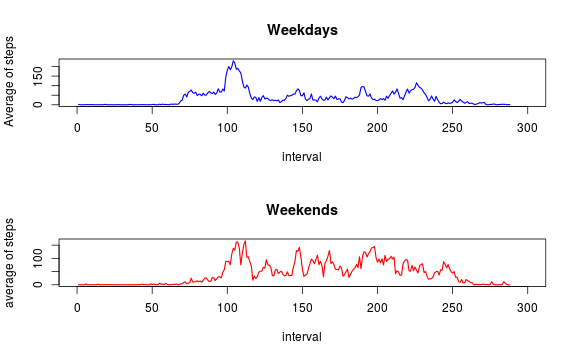 Weekdays
Average of steps
0 150
0 50 100 150 200 250 300
interval
Weekends
average of steps
0 100
0 50 100 150 200 250 300
interval